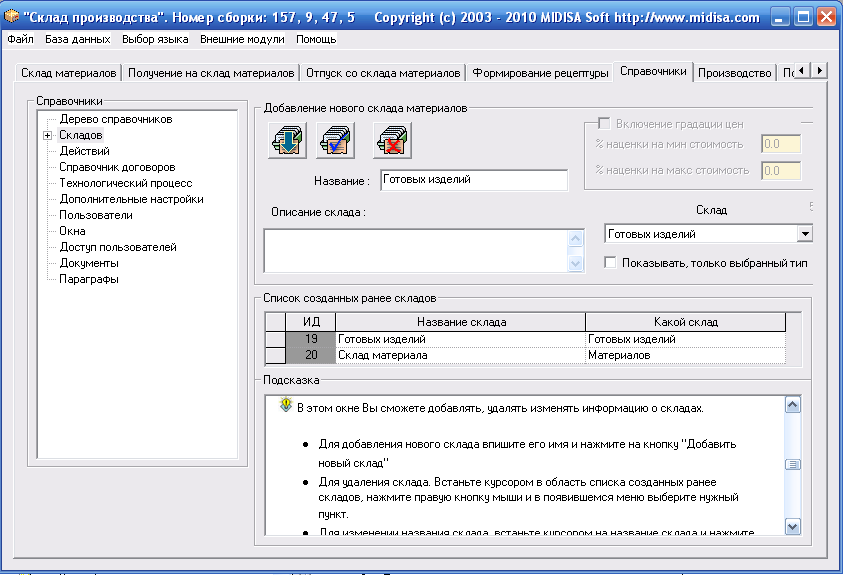 "Склад производства". Номер сборки: 157, 9, 47, 5 Copyright (c) 2003 - 2010 MIDISA Soft http://www.midisa.com
Файл База данных Выбор языка Внешние модули Помощь
Склад материалов Получение на склад материалов Отпуск со склада материалов Формирование рецептуры Справочники Производство
Справочники
Дерево справочников
Складов
Действий
Справочник договоров
Технологический процесс
Дополнительные настройки
Пользователи
Окна
Доступ пользователей
Документы
Параграфы
Добавление нового склада материалов
Включение градации цен
% наценки на мин стоимость 0.0
% наценки на макс стоимость 0.0
Название : Готовых изделий
Описание склада :
Склад
Готовых изделий
Показывать, только выбранный тип
Список созданных ранее складов
ИД Название склада Какой склад
19 Готовых изделий Готовых изделий
20 Склад материала Материалов
Подсказка
В этом окне Вы сможете добавлять, удалять изменять информацию о складах.
• Для добавления нового склада впишите его имя и нажмите на кнопку "Добавить
новый склад"
• Для удаления склада. Встаньте курсором в область списка созданных ранее
складов, нажмите правую кнопку мыши и в появившемся меню выберите нужный
пункт.
• Для изменении названия склада, встаньте курсором на название склада и нажмите